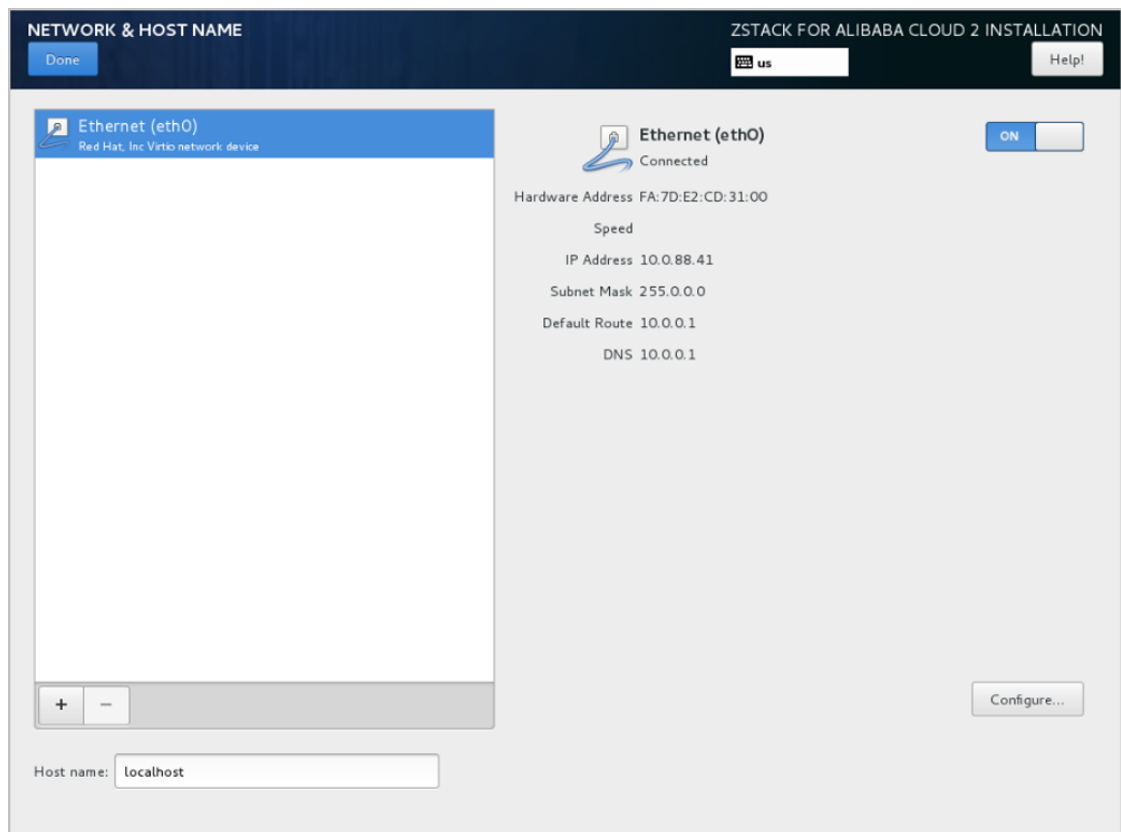 NETWORK & HOST NAME
ZSTACK FOR ALIBABA CLOUD 2 INSTALLATION
Done
us
Help!
Ethernet (eth0)
Red Hat, Inc Virtio network device
Ethernet (eth0)
Connected
ON
Hardware Address FA:7D:E2:CD:31:00
Speed
IP Address 10.0.88.41
Subnet Mask 255.0.0.0
Default Route 10.0.0.1
DNS 10.0.0.1
+ −
Configure...
Host name: localhost